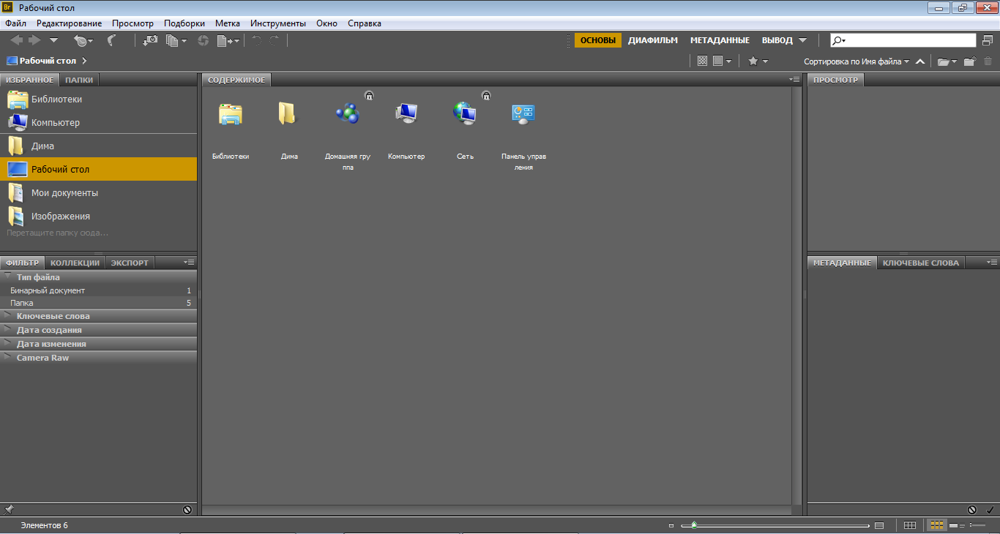 Br Рабочий стол
Файл Редактирование Просмотр Подборки Метка Инструменты Окно Справка
ОСНОВЫ ДИАФИЛЬМ МЕТАДАННЫЕ ВЫВОД
Рабочий стол
Сортировка по Имя файла
ИЗБРАННОЕ ПАПКИ
Библиотеки
Компьютер
Дима
Рабочий стол
Мои документы
Изображения
Перетащите папку сюда...
ФИЛЬТР КОЛЛЕКЦИИ ЭКСПОРТ
Тип файла
Бинарный документ 1
Папка 5
Ключевые слова
Дата создания
Дата изменения
Camera Raw
СОДЕРЖИМОЕ
Библиотеки
Дима
Домашняя гру
ппа
Компьютер
Сеть
Панель управ
ления
ПРОСМОТР
МЕТАДАННЫЕ КЛЮЧЕВЫЕ СЛОВА
Элементов 6